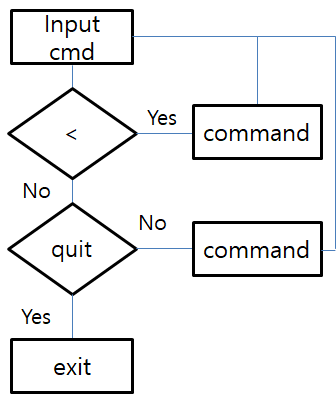 Input
cmd
<
Yes
command
No
No
quit
command
Yes
exit